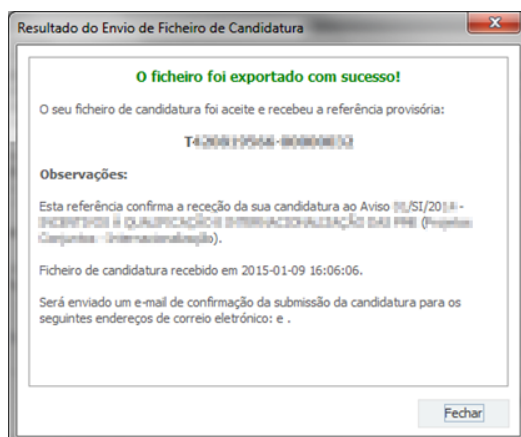 Resultado do Envio de Ficheiro de Candidatura
O ficheiro foi exportado com sucesso!
O seu ficheiro de candidatura foi aceite e recebeu a referência provisória:
Observações:
Esta referência confirma a receção da sua candidatura ao Aviso /SI/201 -
Ficheiro de candidatura recebido em 2015-01-09 16:06:06.
Será enviado um e-mail de confirmação da submissão da candidatura para os
seguintes endereços de correio eletrónico: e .
Fechar